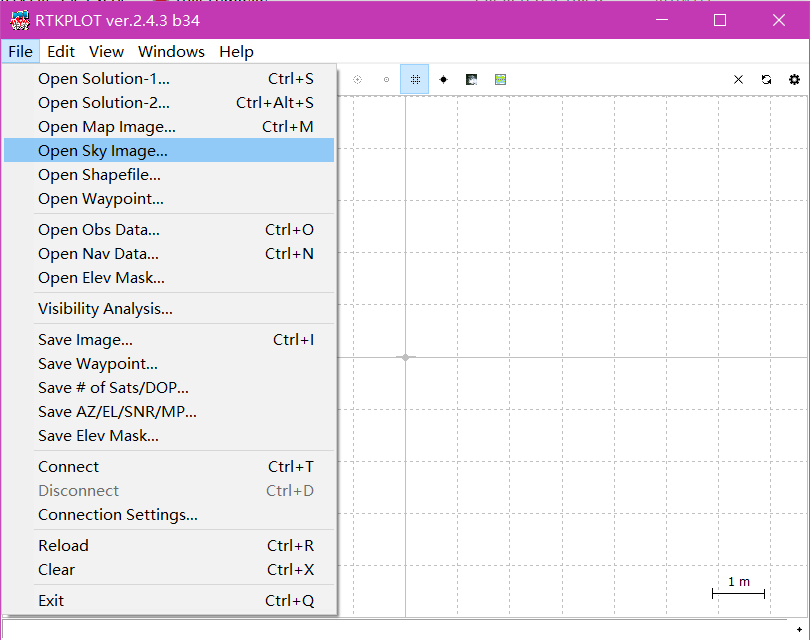 RTKPLOT ver.2.4.3 b34
File Edit View Windows Help
Open Solution-1... Ctrl+S
Open Solution-2... Ctrl+Alt+S
Open Map Image... Ctrl+M
Open Sky Image...
Open Shapefile...
Open Waypoint...
Open Obs Data... Ctrl+O
Open Nav Data... Ctrl+N
Open Elev Mask...
Visibility Analysis...
Save Image... Ctrl+I
Save Waypoint...
Save # of Sats/DOP...
Save AZ/EL/SNR/MP...
Save Elev Mask...
Connect Ctrl+T
Disconnect Ctrl+D
Connection Settings...
Reload Ctrl+R
Clear Ctrl+X
Exit Ctrl+Q
1 m